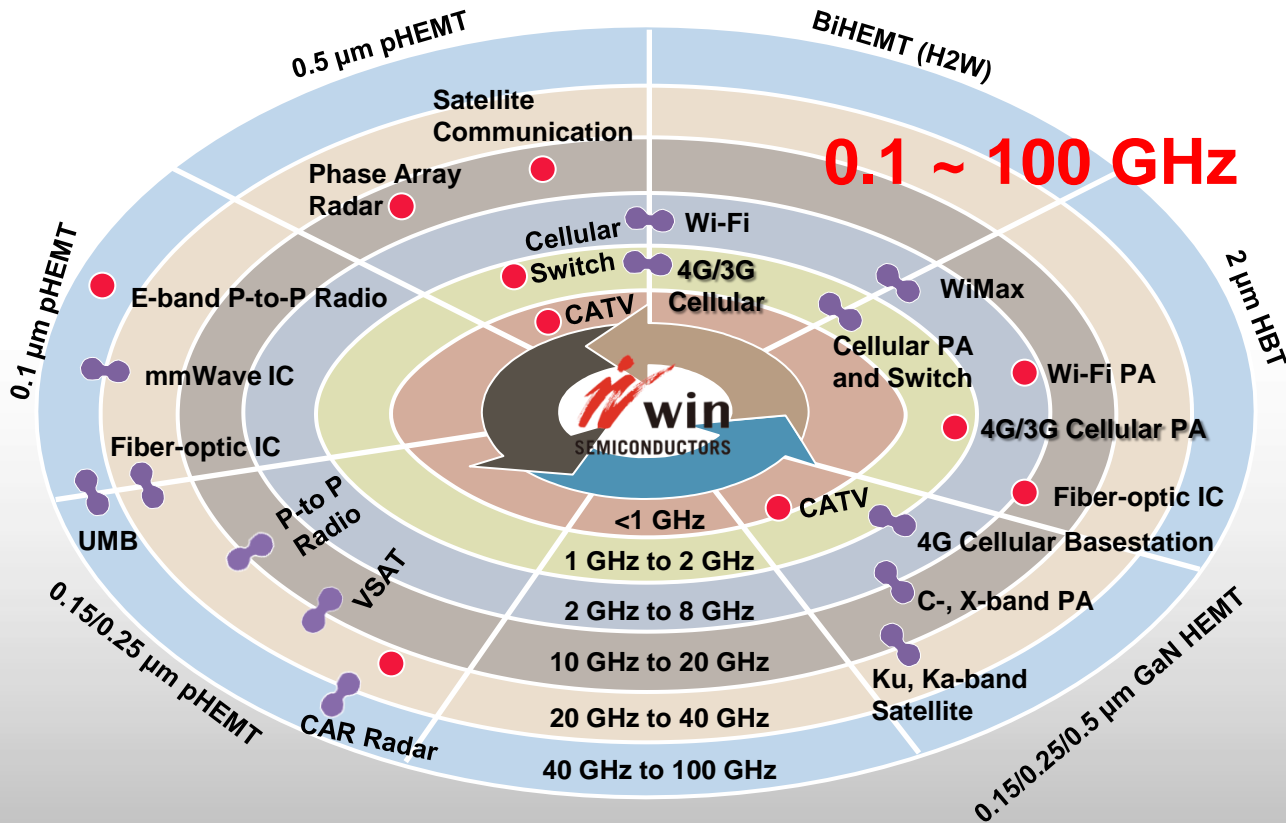 0.5 µm pHEMT
BiHEMT (H2W)
Satellite
Communication
0.1 ~ 100 GHz
Phase Array
Radar
Cellular
Switch
Wi-Fi
4G/3G
Cellular
WiMax
2 µm HBT
0.1 µm pHEMT
E-band P-to-P Radio
CATV
Cellular PA
and Switch
mmWave IC
Wi-Fi PA
win
SEMICONDUCTORS
4G/3G Cellular PA
Fiber-optic IC
Fiber-optic IC
P-to P
Radio
CATV
<1 GHz
UMB
4G Cellular Basestation
1 GHz to 2 GHz
VSAT
C-, X-band PA
2 GHz to 8 GHz
0.15/0.25 µm pHEMT
10 GHz to 20 GHz
Ku, Ka-band
Satellite
0.15/0.25/0.5 µm GaN HEMT
20 GHz to 40 GHz
CAR Radar
40 GHz to 100 GHz